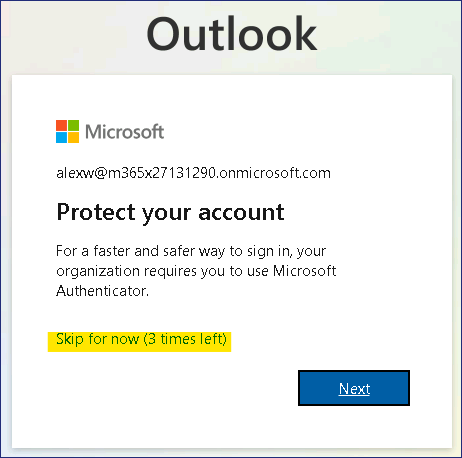 Outlook
Microsoft
alexw@m365x27131290.onmicrosoft.com
Protect your account
For a faster and safer way to sign in, your
organization requires you to use Microsoft
Authenticator.
Skip for now (3 times left)
Next